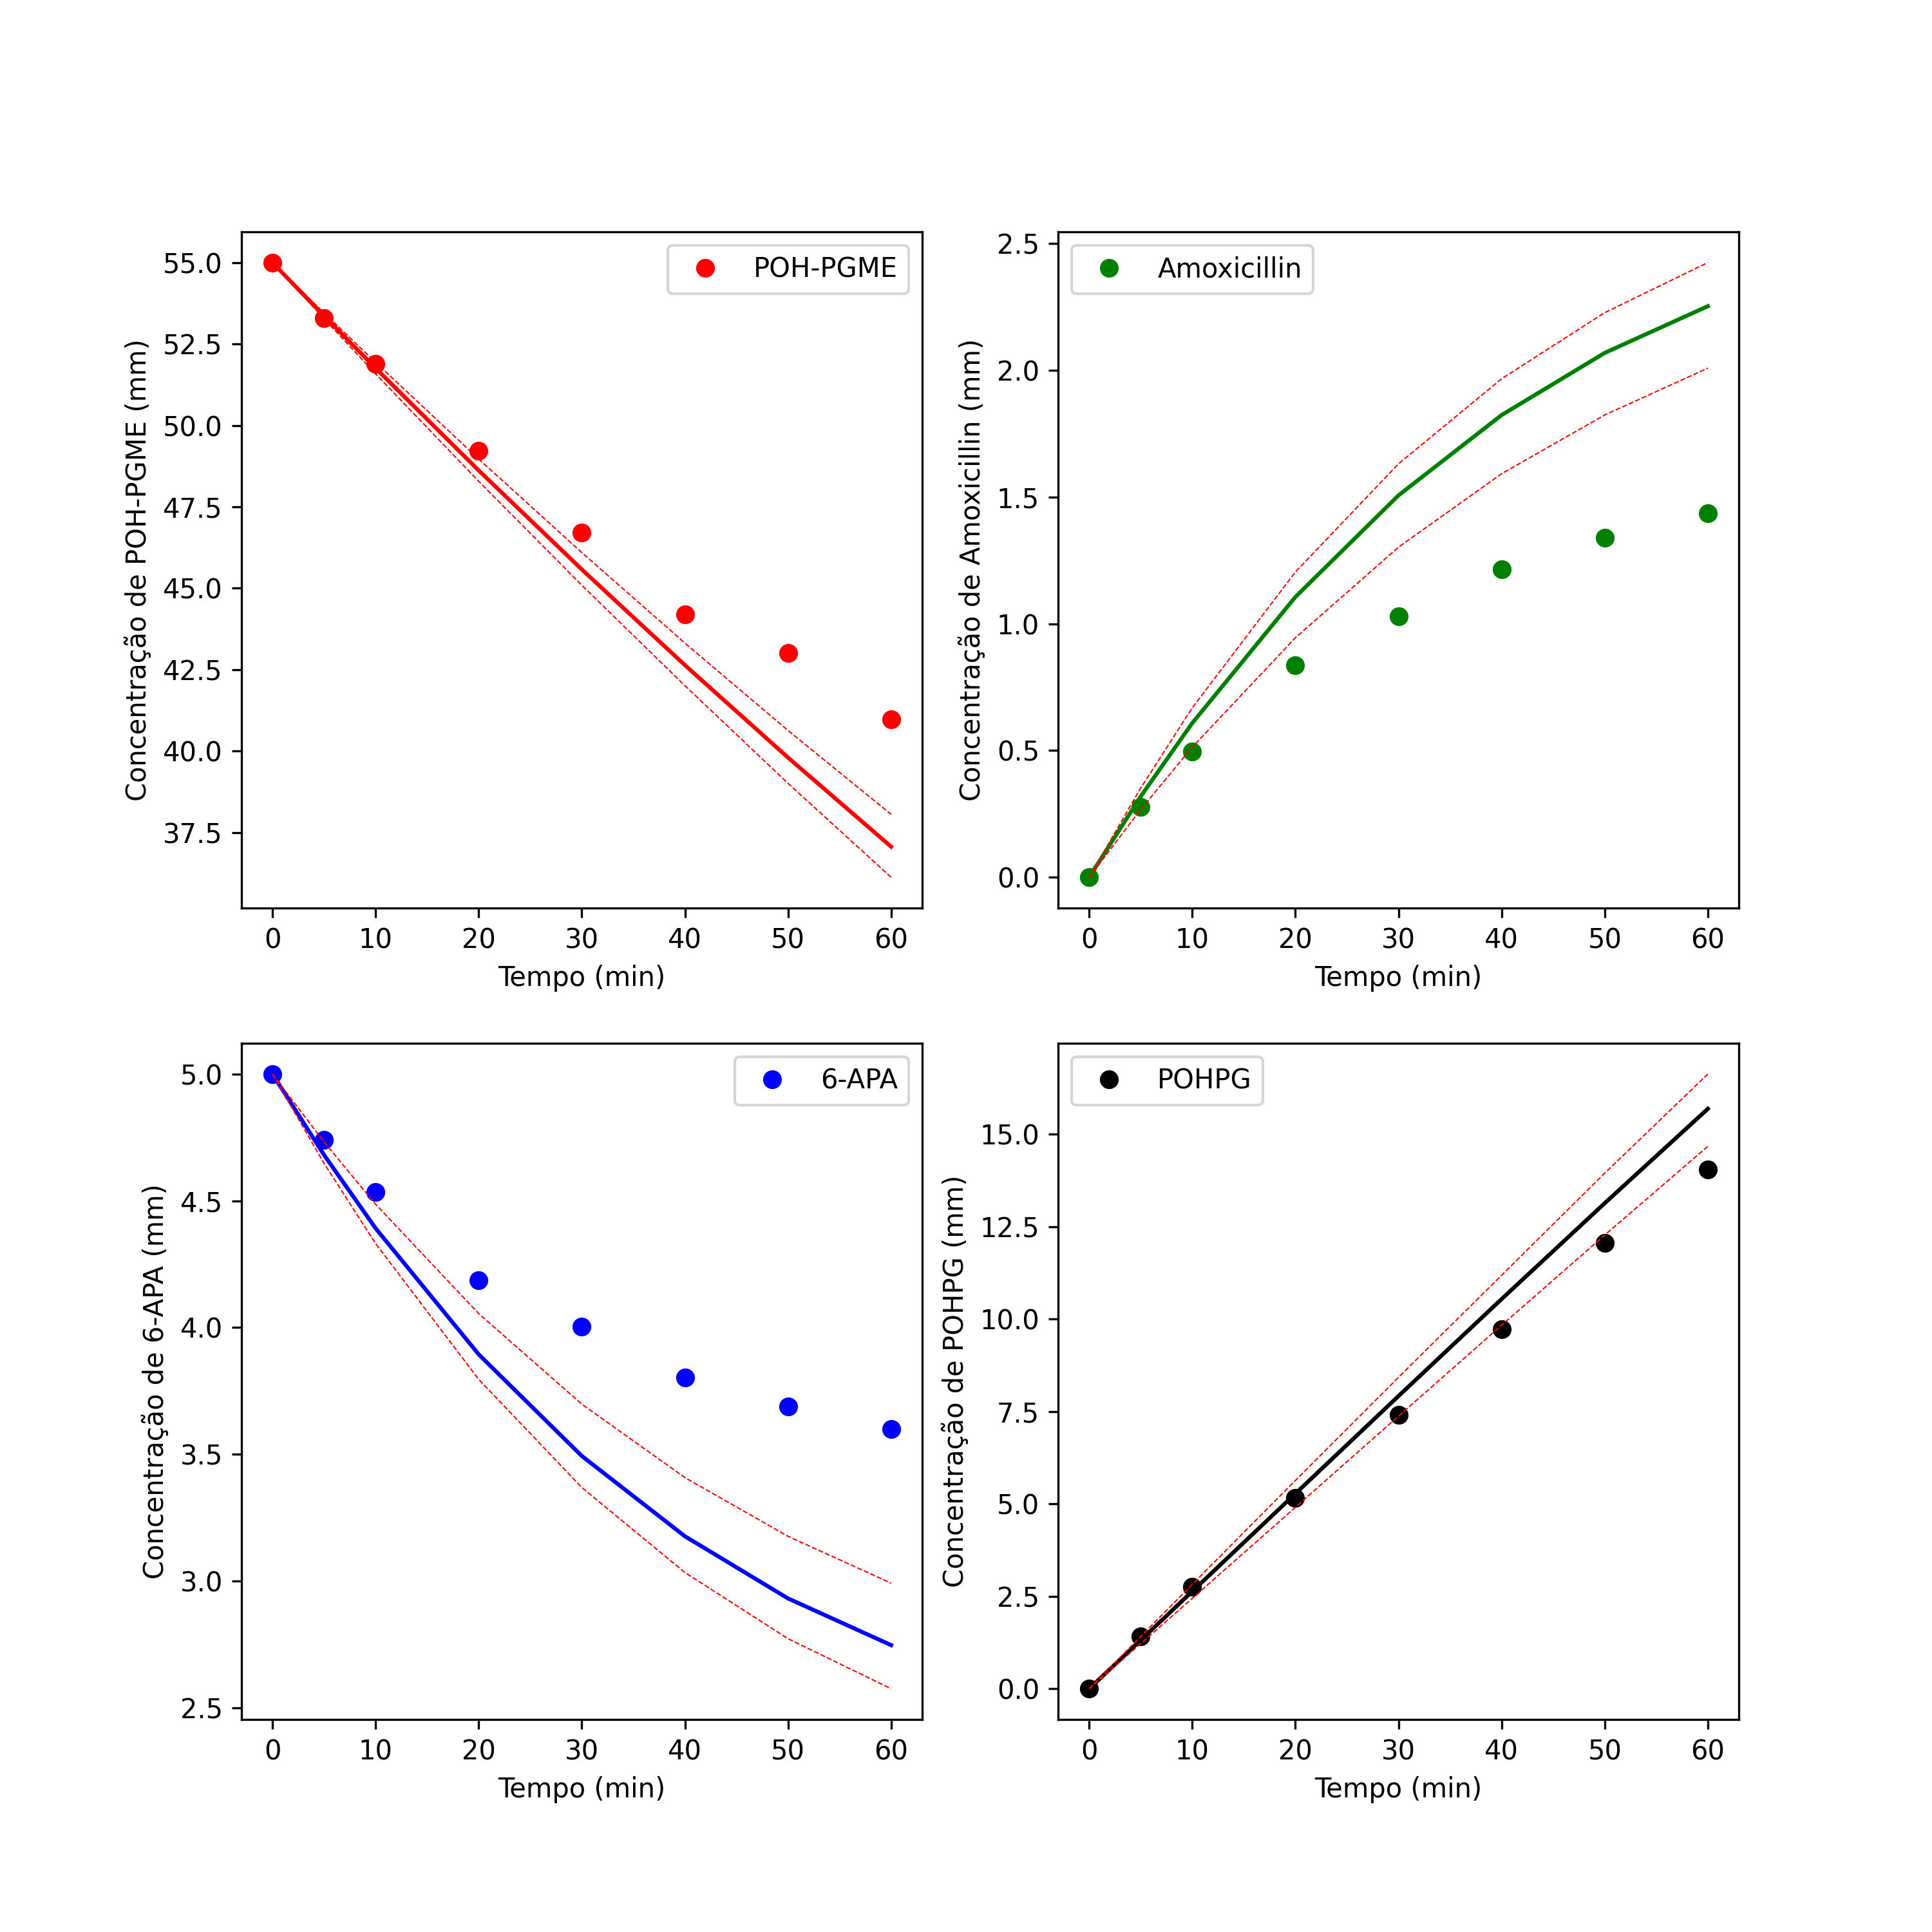 POH-PGME
55.0
52.5
50.0
47.5
45.0
42.5
40.0
37.5
Concentração de POH-PGME (mm)
0 10 20 30 40 50 60
Tempo (min)
Amoxicillin
2.5
2.0
1.5
1.0
0.5
0.0
Concentração de Amoxicillin (mm)
0 10 20 30 40 50 60
Tempo (min)
6-APA
5.0
4.5
4.0
3.5
3.0
2.5
Concentração de 6-APA (mm)
0 10 20 30 40 50 60
Tempo (min)
POHPG
15.0
12.5
10.0
7.5
5.0
2.5
0.0
Concentração de POHPG (mm)
0 10 20 30 40 50 60
Tempo (min)